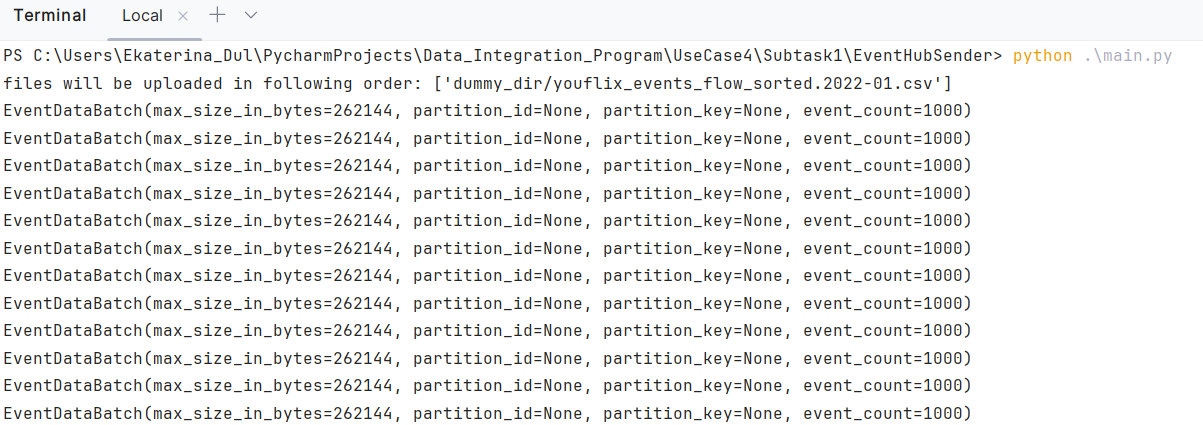 Terminal Local
PS C:\Users\Ekaterina_Dul\PycharmProjects\Data_Integration_Program\UseCase4\Subtask1\EventHubSender> python .\main.py
files will be uploaded in following order: ['dummy_dir/youflix_events_flow_sorted.2022-01.csv']
EventDataBatch(max_size_in_bytes=262144, partition_id=None, partition_key=None, event_count=1000)
EventDataBatch(max_size_in_bytes=262144, partition_id=None, partition_key=None, event_count=1000)
EventDataBatch(max_size_in_bytes=262144, partition_id=None, partition_key=None, event_count=1000)
EventDataBatch(max_size_in_bytes=262144, partition_id=None, partition_key=None, event_count=1000)
EventDataBatch(max_size_in_bytes=262144, partition_id=None, partition_key=None, event_count=1000)
EventDataBatch(max_size_in_bytes=262144, partition_id=None, partition_key=None, event_count=1000)
EventDataBatch(max_size_in_bytes=262144, partition_id=None, partition_key=None, event_count=1000)
EventDataBatch(max_size_in_bytes=262144, partition_id=None, partition_key=None, event_count=1000)
EventDataBatch(max_size_in_bytes=262144, partition_id=None, partition_key=None, event_count=1000)
EventDataBatch(max_size_in_bytes=262144, partition_id=None, partition_key=None, event_count=1000)
EventDataBatch(max_size_in_bytes=262144, partition_id=None, partition_key=None, event_count=1000)
EventDataBatch(max_size_in_bytes=262144, partition_id=None, partition_key=None, event_count=1000)